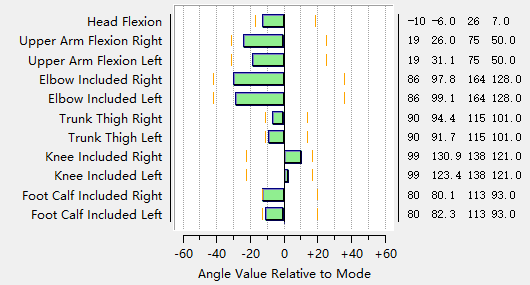 Head Flexion -10 -6.0 26 7.0
Upper Arm Flexion Right 19 26.0 75 50.0
Upper Arm Flexion Left 19 31.1 75 50.0
Elbow Included Right 86 97.8 164 128.0
Elbow Included Left 86 99.1 164 128.0
Trunk Thigh Right 90 94.4 115 101.0
Trunk Thigh Left 90 91.7 115 101.0
Knee Included Right 99 130.9 138 121.0
Knee Included Left 99 123.4 138 121.0
Foot Calf Included Right 80 80.1 113 93.0
Foot Calf Included Left 80 82.3 113 93.0
-60 -40 -20 0 +20 +40 +60
Angle Value Relative to Mode